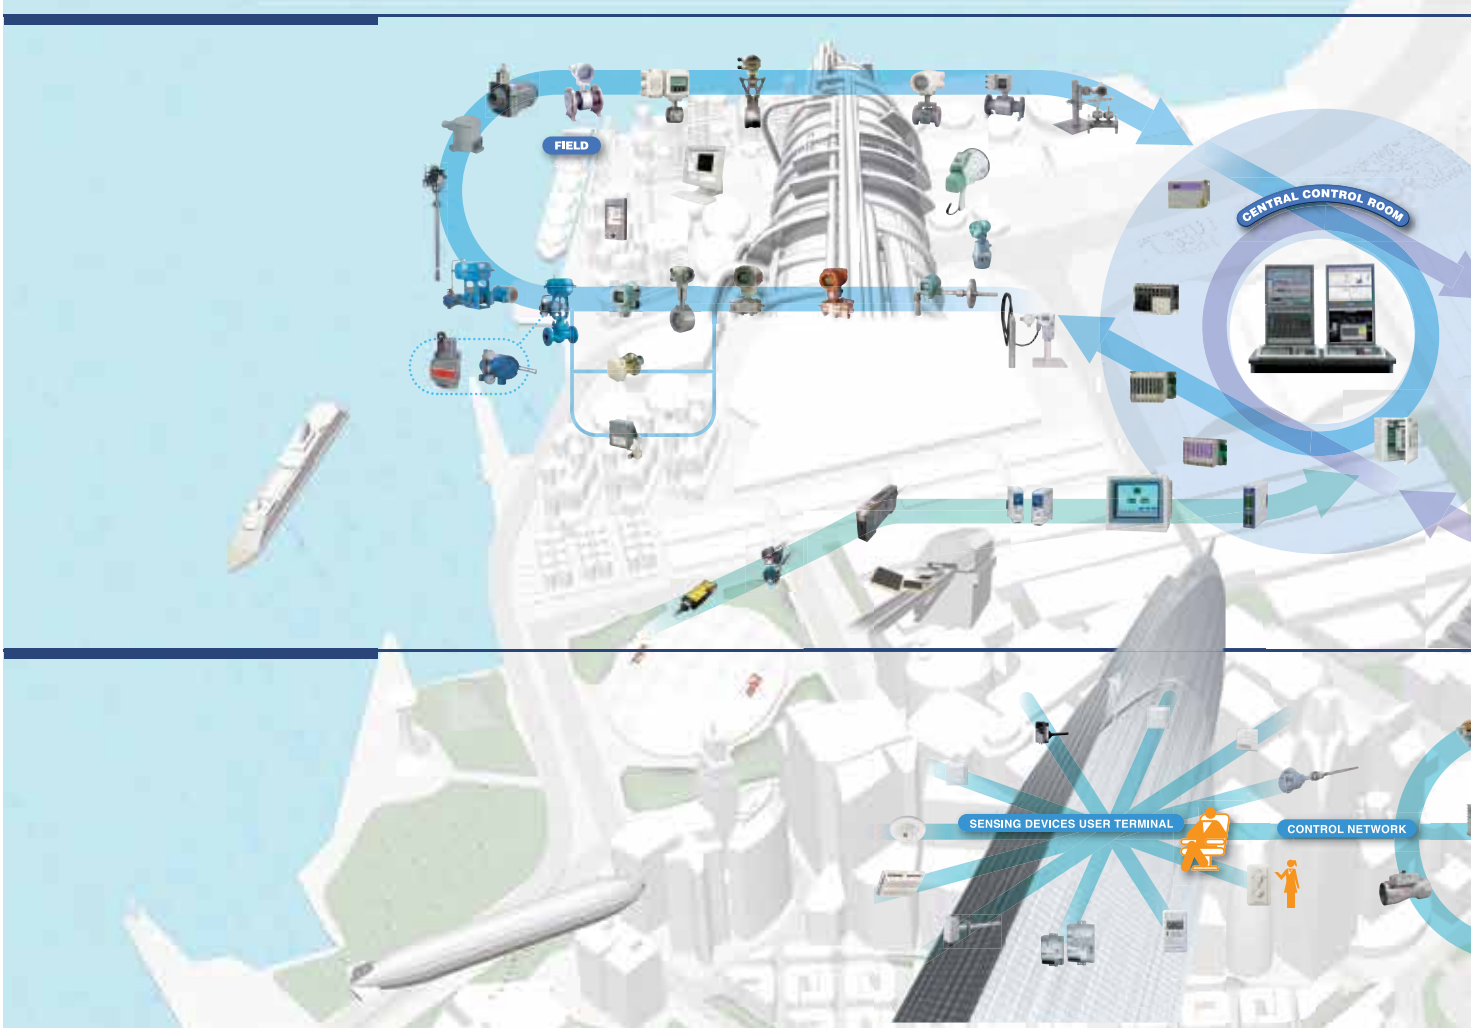 FIELD
CENTRAL CONTROL ROOM
SENSING DEVICES USER TERMINAL
CONTROL NETWORK